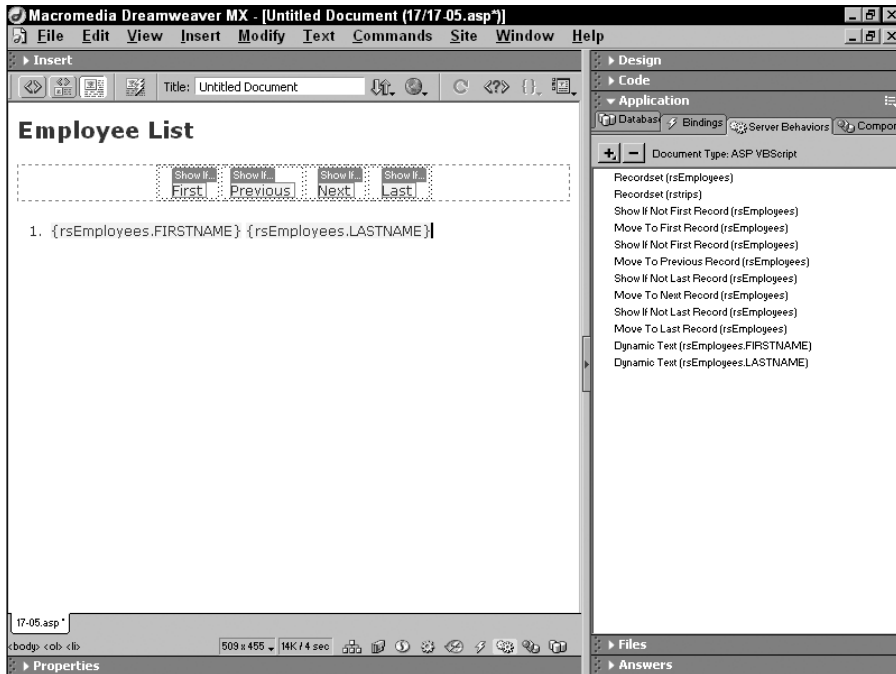 Macromedia Dreamweaver MX - [Untitled Document (17/17-05.asp*)]
File Edit View Insert Modify Text Commands Site Window Help
Insert
Title: Untitled Document
Employee List
Show If... Show If... Show If... Show If...
First Previous Next Last
1. {rsEmployees.FIRSTNAME} {rsEmployees.LASTNAME}
17-05.asp*
<body> <ol> <li>
509 x 455 14K / 4 sec
Properties
Design
Code
Application
Databas Bindings Server Behaviors Compor
Document Type: ASP VBScript
Recordset (rsEmployees)
Recordset (rstrips)
Show If Not First Record (rsEmployees)
Move To First Record (rsEmployees)
Show If Not First Record (rsEmployees)
Move To Previous Record (rsEmployees)
Show If Not Last Record (rsEmployees)
Move To Next Record (rsEmployees)
Show If Not Last Record (rsEmployees)
Move To Last Record (rsEmployees)
Dynamic Text (rsEmployees.FIRSTNAME)
Dynamic Text (rsEmployees.LASTNAME)
Files
Answers